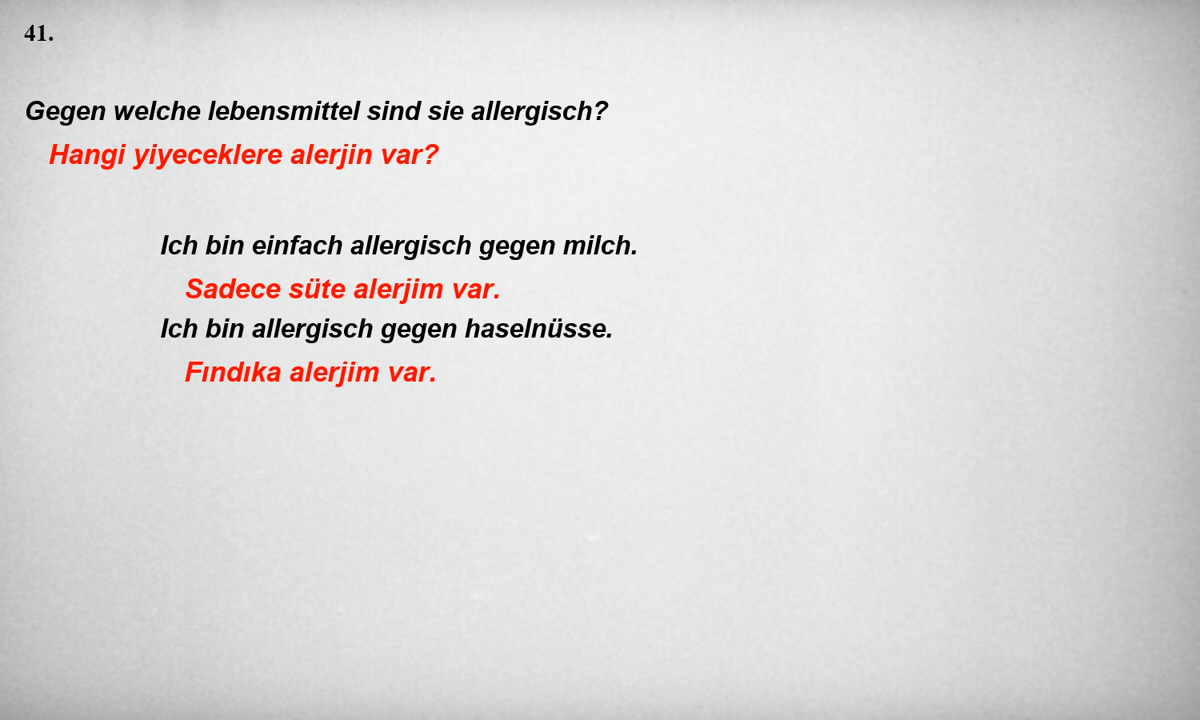 41.
Gegen welche lebensmittel sind sie allergisch?
Hangi yiyeceklere alerjin var?
Ich bin einfach allergisch gegen milch.
Sadece süte alerjim var.
Ich bin allergisch gegen haselnüsse.
Fındıka alerjim var.